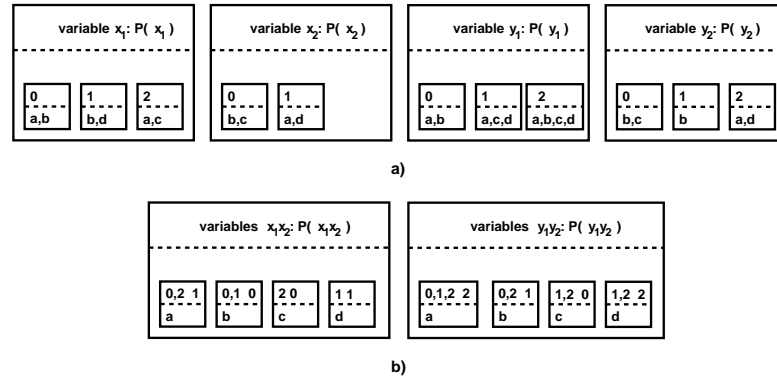 variable x1: P( x1) variable x2: P( x2) variable y1: P( y1) variable y2: P( y2)
0 1 2 0 1 0 1 2 0 1 2
a,b b,d a,c b,c a,d a,b a,c,d a,b,c,d b,c b a,d
a)
variables x1x2: P( x1x2) variables y1y2: P( y1y2)
0,2 1 0,1 0 2 0 1 1 0,1,2 2 0,2 1 1,2 0 1,2 2
a b c d a b c d
b)